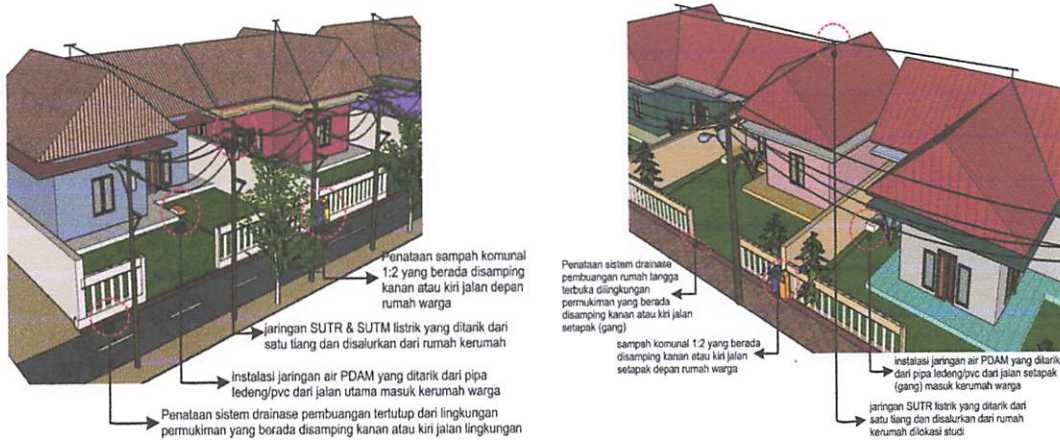 Penataan sampah komunal
1:2 yang berada disamping
kanan atau kiri jalan depan
rumah warga
jaringan SUTR & SUTM listrik yang ditarik dari
satu tiang dan disalurkan dari rumah kerumah
instalasi jaringan air PDAM yang ditarik dari pipa
ledeng/pvc dari jalan utama masuk kerumah warga
Penataan sistem drainase pembuangan tertutup dari lingkungan
permukiman yang berada disamping kanan atau kiri jalan lingkungan
Penataan sistem drainase
pembuangan rumah tangga
terbuka dilingkungan
permukiman yang berada
disamping kanan atau kiri jalan
setapak (gang)
sampah komunal 1:2 yang berada
disamping kanan atau kiri jalan
setapak depan rumah warga
instalasi jaringan air PDAM yang ditarik
dari pipa ledeng/pvc dari jalan setapak
(gang) masuk kerumah warga
jaringan SUTR listrik yang ditarik dari
satu tiang dan disalurkan dari rumah
kerumah dilokasi studi